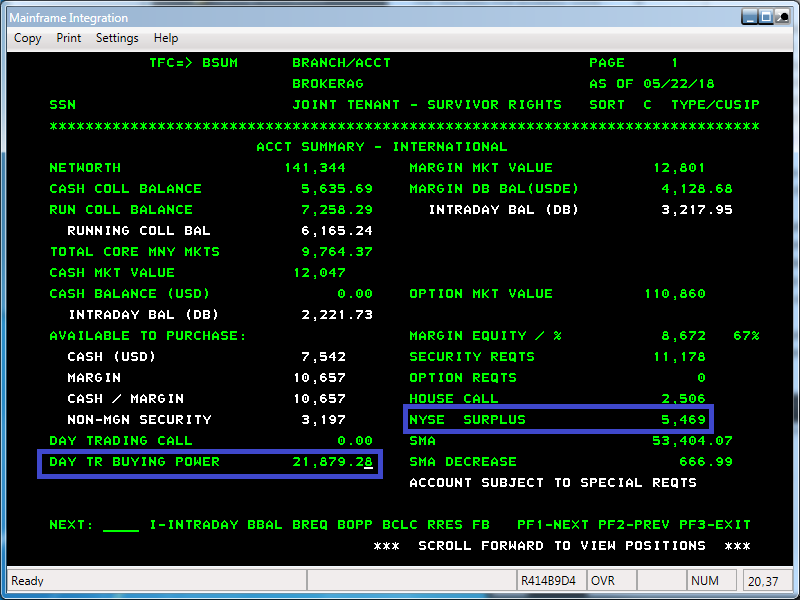 Mainframe Integration
Copy Print Settings Help
TFC=> BSUM BRANCH/ACCT PAGE 1
BROKERAG AS OF 05/22/18
SSN JOINT TENANT - SURVIVOR RIGHTS SORT C TYPE/CUSIP
*******************************************************************************
ACCT SUMMARY - INTERNATIONAL
NETWORTH 141,344 MARGIN MKT VALUE 12,801
CASH COLL BALANCE 5,635.69 MARGIN DB BAL(USDE) 4,128.68
RUN COLL BALANCE 7,258.29 INTRADAY BAL (DB) 3,217.95
RUNNING COLL BAL 6,165.24
TOTAL CORE MNY MKTS 9,764.37
CASH MKT VALUE 12,047
CASH BALANCE (USD) 0.00 OPTION MKT VALUE 110,860
INTRADAY BAL (DB) 2,221.73
AVAILABLE TO PURCHASE: MARGIN EQUITY / % 8,672 67%
CASH (USD) 7,542 SECURITY REQTS 11,178
MARGIN 10,657 OPTION REQTS 0
CASH / MARGIN 10,657 HOUSE CALL 2,506
NON-MGN SECURITY 3,197 NYSE SURPLUS 5,469
DAY TRADING CALL 0.00 SMA 53,404.07
DAY TR BUYING POWER 21,879.28 SMA DECREASE 666.99
ACCOUNT SUBJECT TO SPECIAL REQTS
NEXT: ____ I-INTRADAY BBAL BREQ BOPP BCLC RRES FB PF1-NEXT PF2-PREV PF3-EXIT
*** SCROLL FORWARD TO VIEW POSITIONS ***
Ready R414B9D4 OVR NUM 20,37